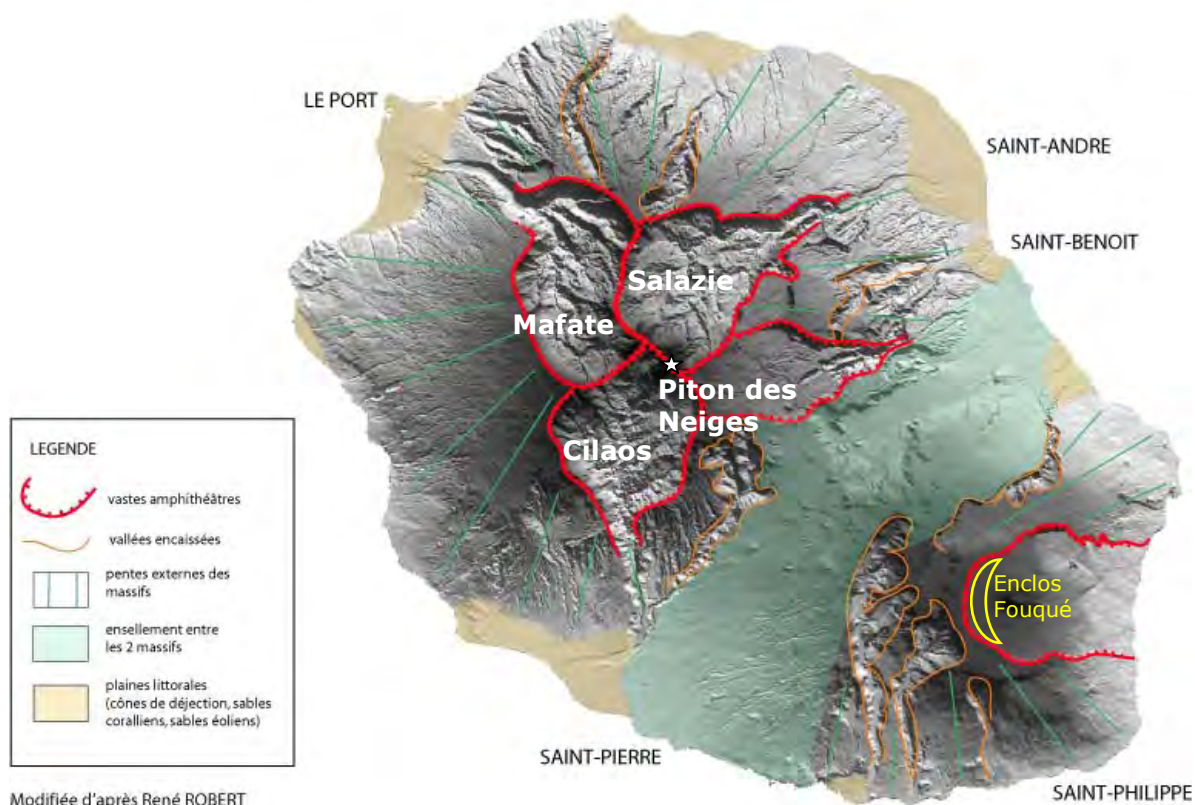 LE PORT
SAINT-ANDRE
SAINT-BENOIT
Salazie
Mafate
Piton des
Neiges
Cilaos
Enclos
Fouqué
LEGENDE
vastes amphithéâtres
vallées encaissées
pentes externes des
massifs
ensellement entre
les 2 massifs
plaines littorales
(cônes de déjection, sables
coralliens, sables éoliens)
SAINT-PIERRE
SAINT-PHILIPPE
Modifiée d'après René ROBERT